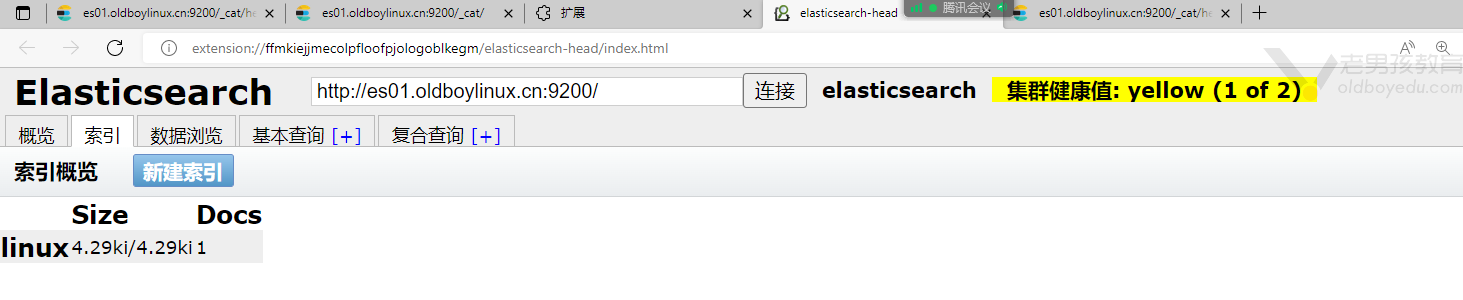 es01.oldboylinux.cn:9200/_cat/he
es01.oldboylinux.cn:9200/_cat/
扩展
elasticsearch-head
腾讯会议
es01.oldboylinux.cn:9200/_cat/he
extension://ffmkiejjmecolpfloofpjologoblkegm/elasticsearch-head/index.html
Elasticsearch
http://es01.oldboylinux.cn:9200/
连接
elasticsearch
集群健康值: yellow (1 of 2)
老男孩教育
oldboyedu.com
概览 索引 数据浏览 基本查询 [+] 复合查询 [+]
索引概览 新建索引
Size Docs
linux 4.29ki/4.29ki 1